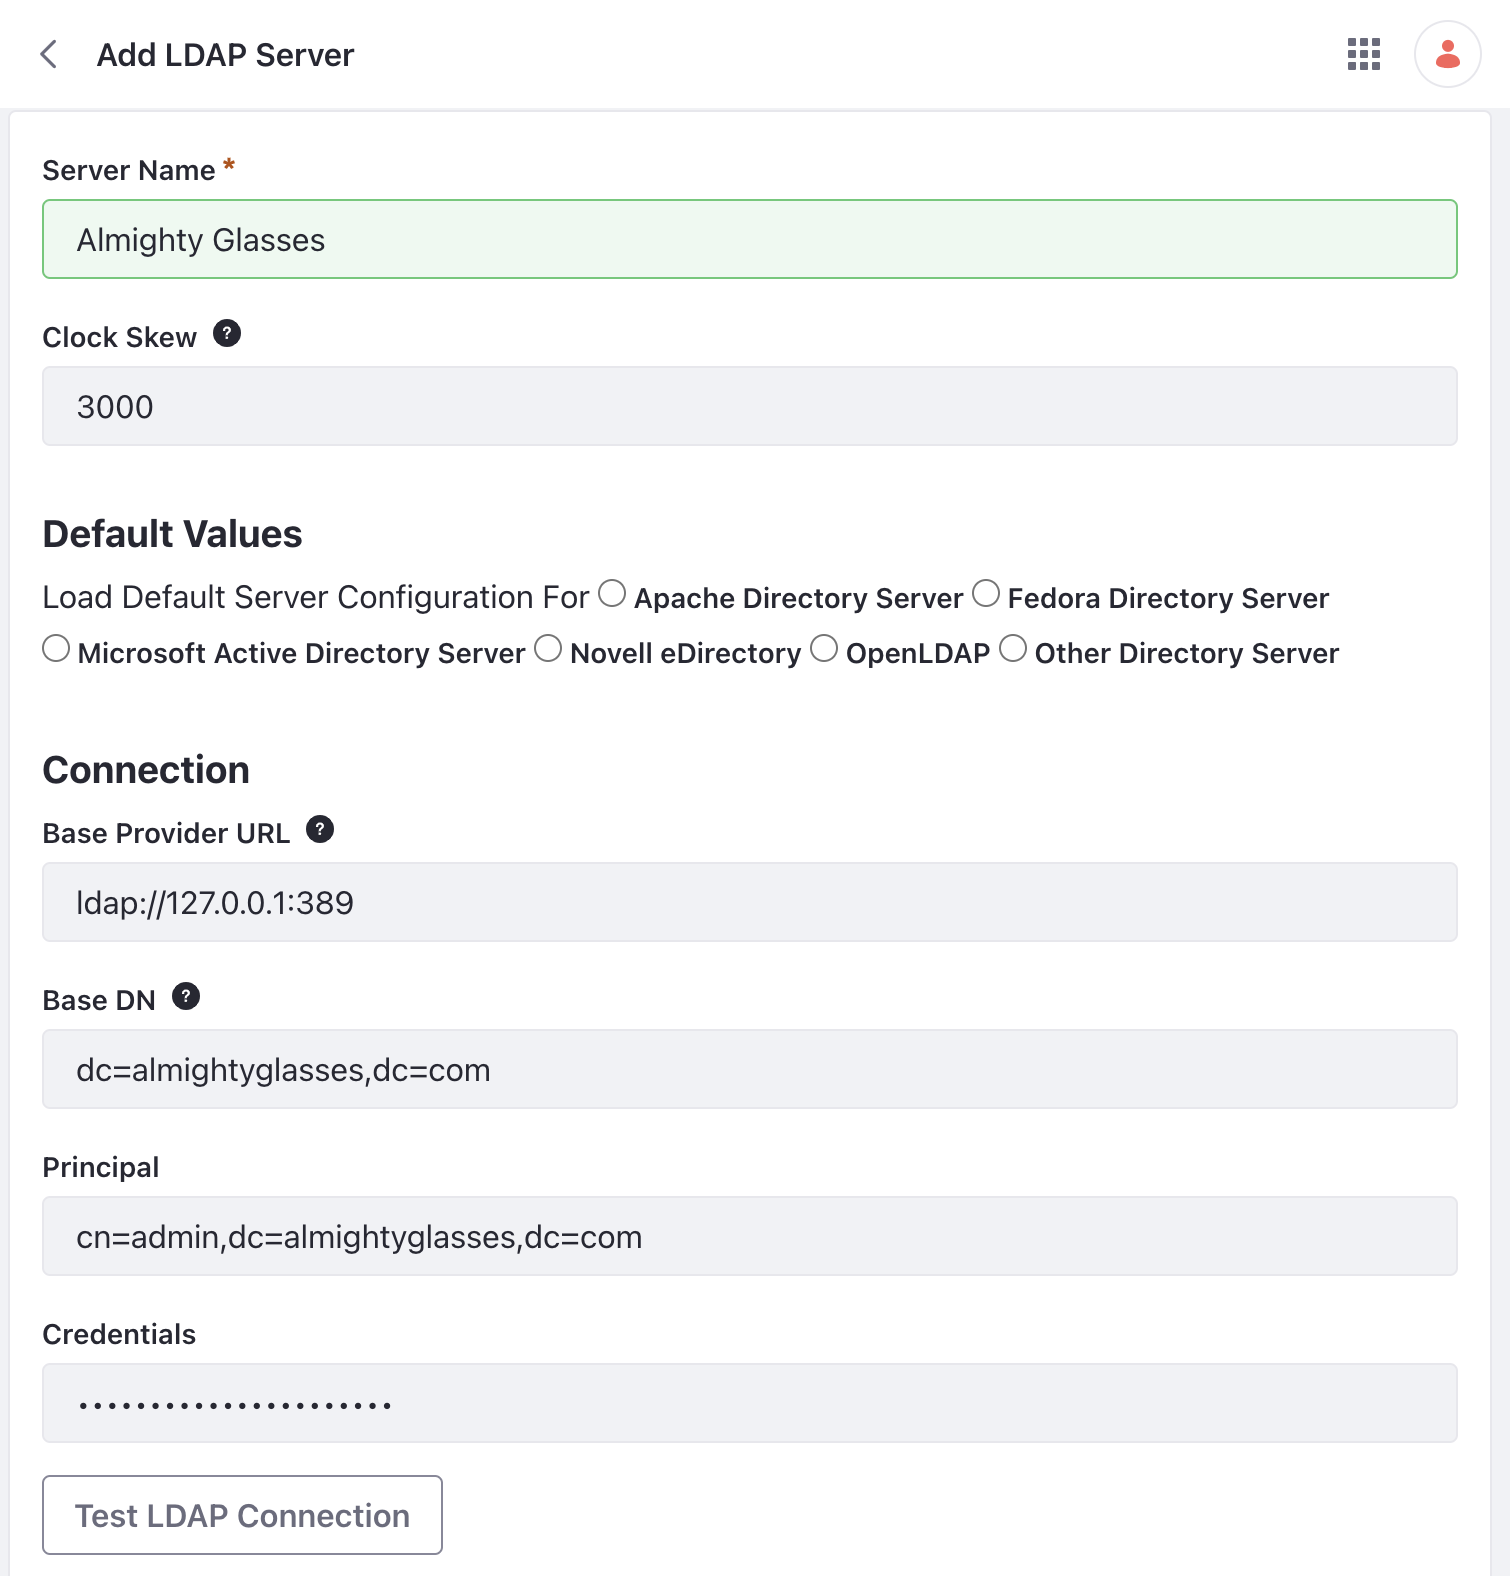 Add LDAP Server
Server Name *
Almighty Glasses
Clock Skew ?
3000
Default Values
Load Default Server Configuration For Apache Directory Server Fedora Directory Server
Microsoft Active Directory Server Novell eDirectory OpenLDAP Other Directory Server
Connection
Base Provider URL ?
ldap://127.0.0.1:389
Base DN ?
dc=almightyglasses,dc=com
Principal
cn=admin,dc=almightyglasses,dc=com
Credentials
••••••••••••••••••••••
Test LDAP Connection